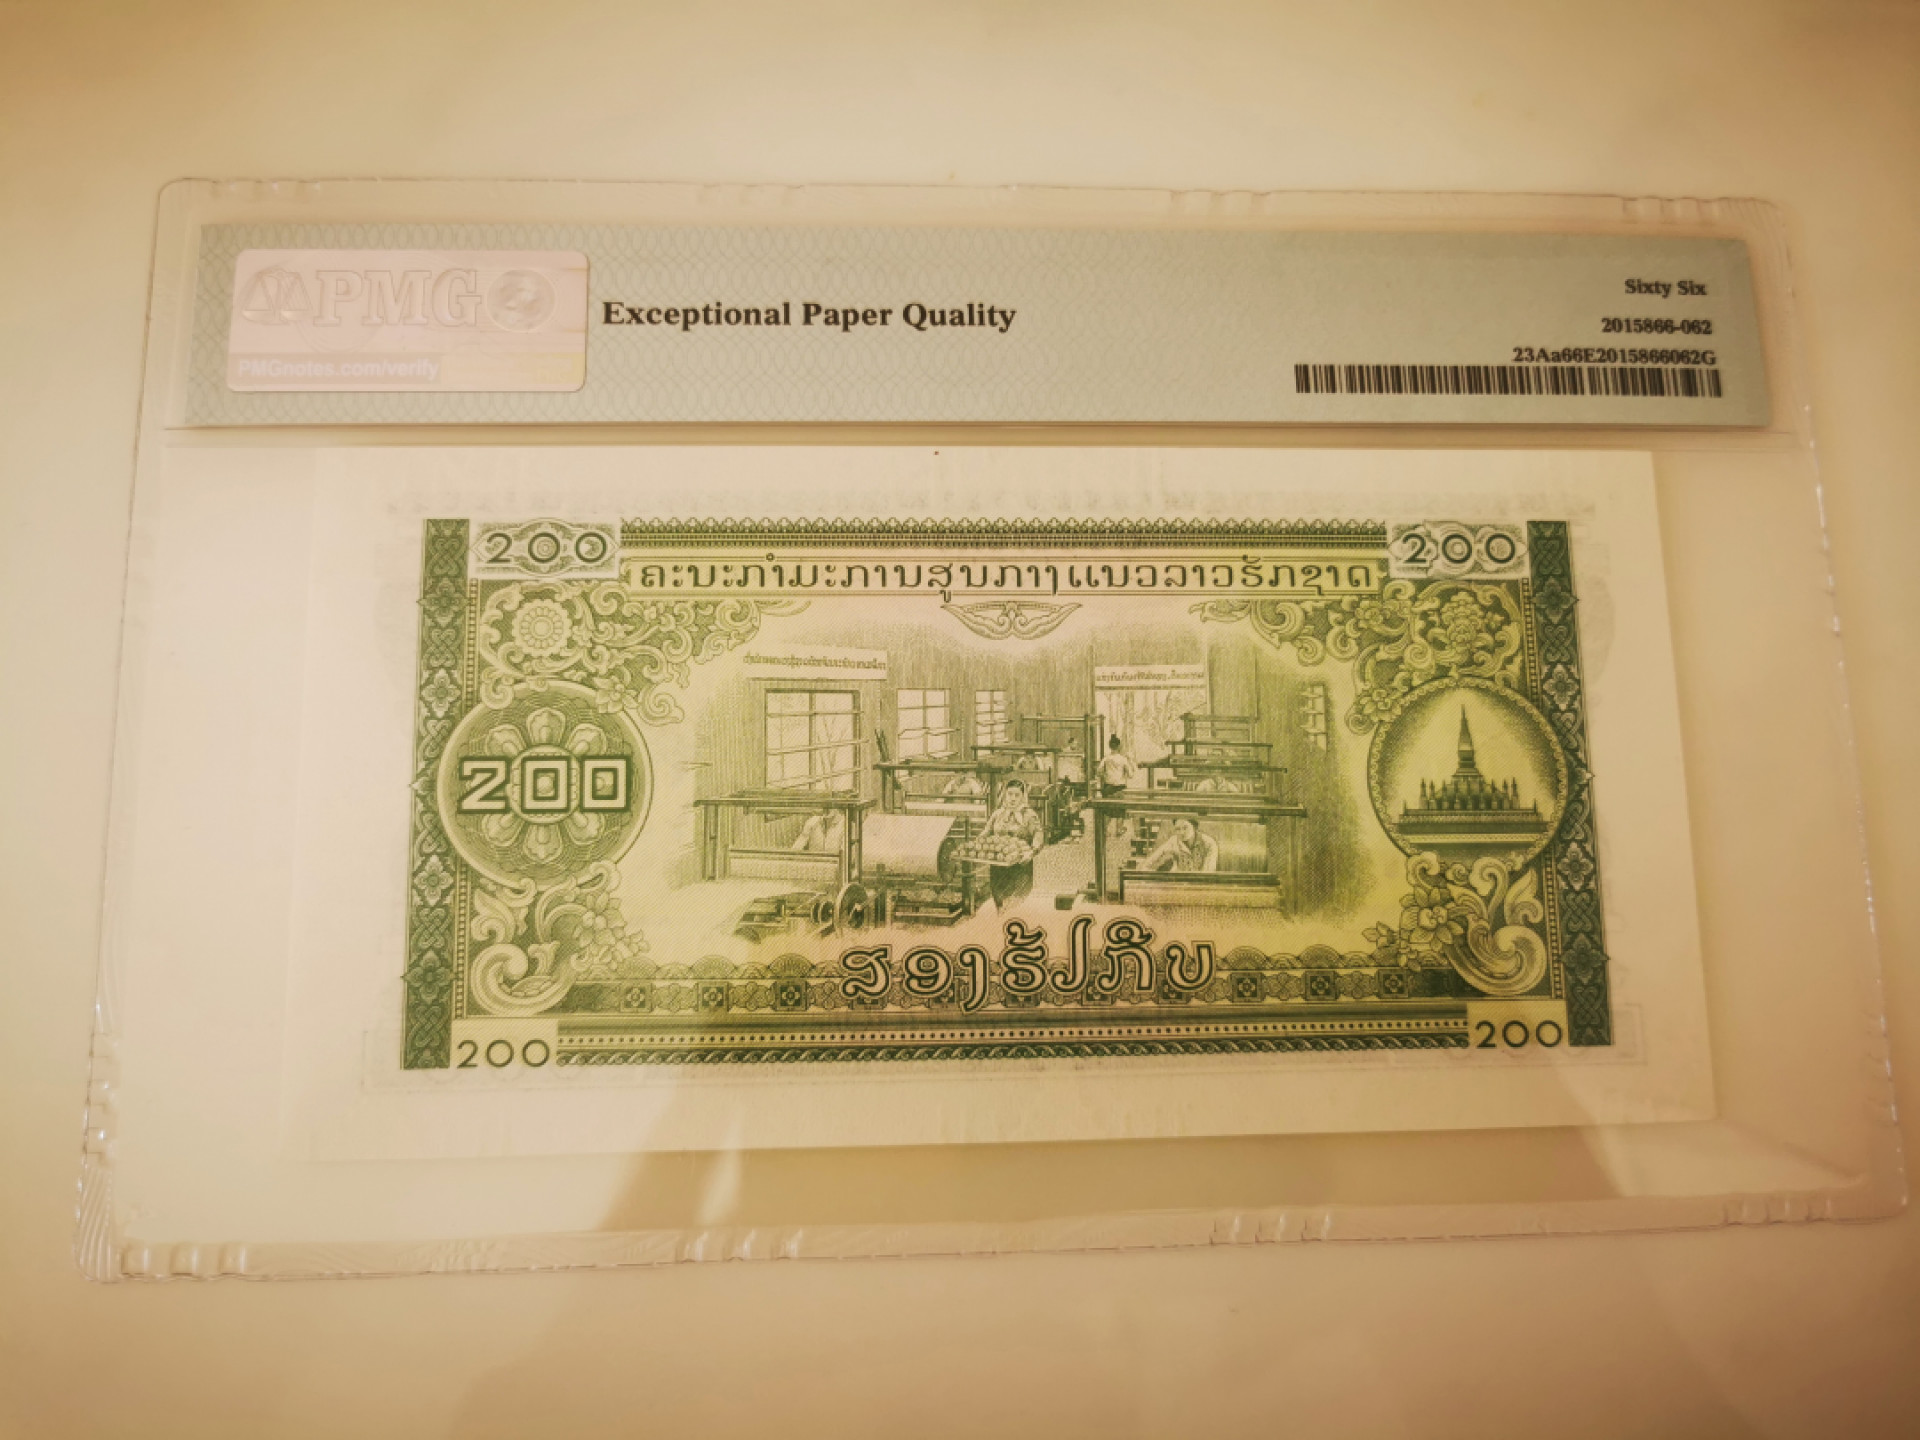 PMG
PMGnotes.com/verify
Exceptional Paper Quality
Sixty Six
2015866-062
23Aa66E2015866062G
200
200
ຄະນະກຳມະການສູນກາງແນວລາວຮັກຊາດ
200
ສອງຮ້ຽກີບ
200
200